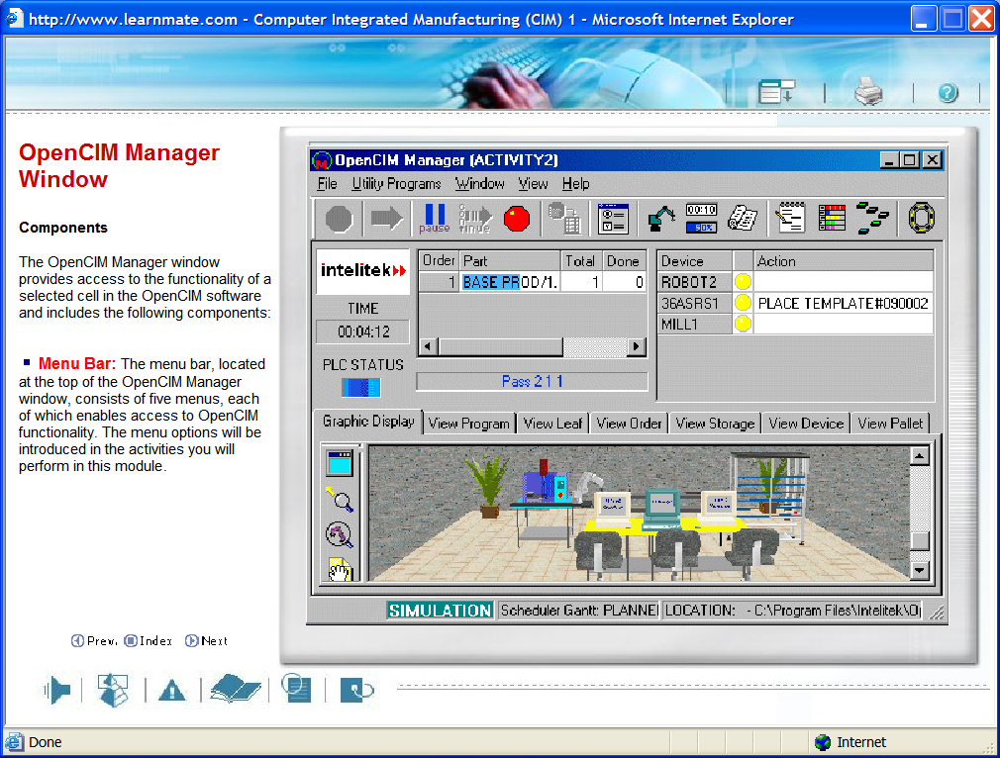 http://www.learnmate.com - Computer Integrated Manufacturing (CIM) 1 - Microsoft Internet Explorer
OpenCIM Manager
Window
Components
The OpenCIM Manager window
provides access to the functionality of a
selected cell in the OpenCIM software
and includes the following components:
Menu Bar: The menu bar, located
at the top of the OpenCIM Manager
window, consists of five menus, each
of which enables access to OpenCIM
functionality. The menu options will be
introduced in the activities you will
perform in this module.
Prev. Index Next
OpenCIM Manager (ACTIVITY2)
File Utility Programs Window View Help
pause 00:10 90%
intelitek
TIME
00:04:12
PLC STATUS
Order Part Total Done
1 BASE PROD/1. 1 0
Pass 2 1 1
Device Action
ROBOT2
36ASRS1 PLACE TEMPLATE#090002
MILL1
Graphic Display View Program View Leaf View Order View Storage View Device View Pallet
SIMULATION Scheduler Gantt: PLANNE LOCATION: - C:\Program Files\Intelitek\O
Done Internet